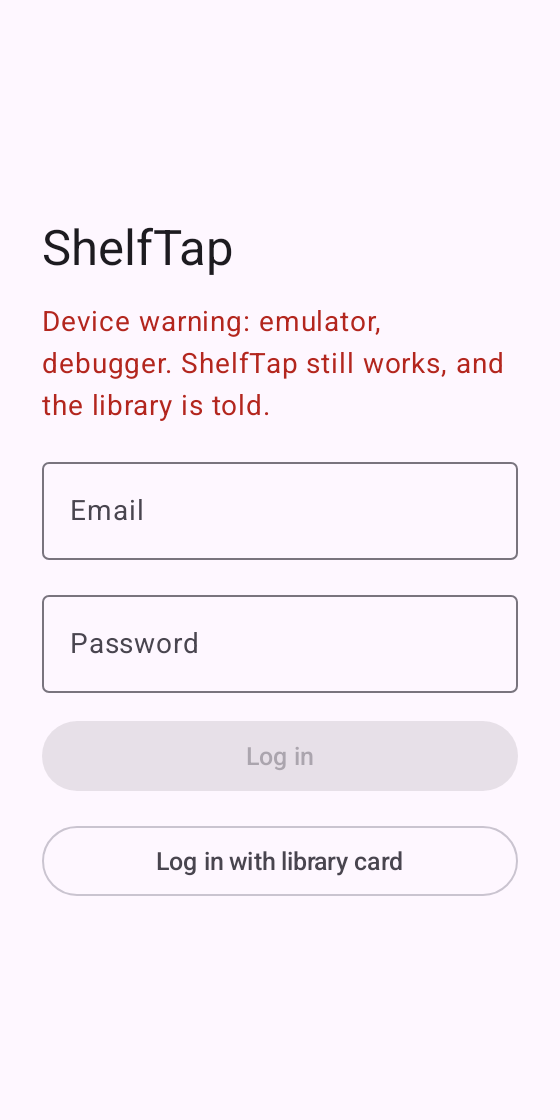 ShelfTap
Device warning: emulator,
debugger. ShelfTap still works, and
the library is told.
Email
Password
Log in
Log in with library card